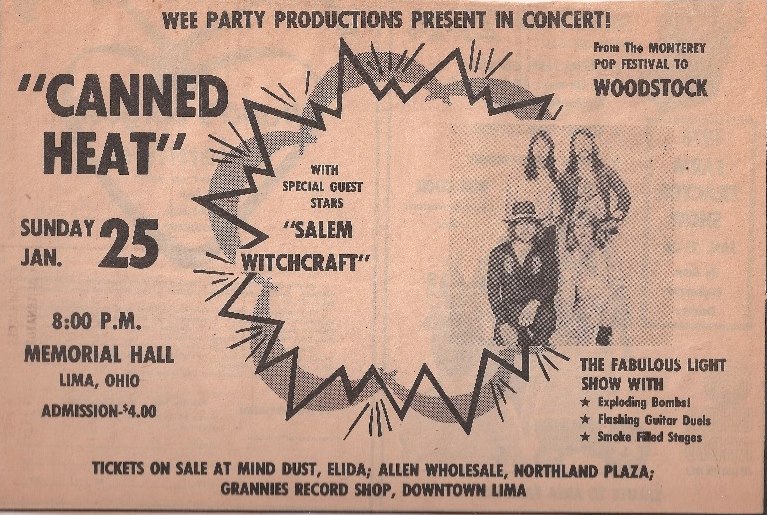 WEE PARTY PRODUCTIONS PRESENT IN CONCERT!
From The MONTEREY
POP FESTIVAL TO
WOODSTOCK
"CANNED
HEAT"
SUNDAY
JAN. 25
8:00 P.M.
MEMORIAL HALL
LIMA, OHIO
ADMISSION-$4.00
WITH
SPECIAL GUEST
STARS
"SALEM
WITCHCRAFT"
THE FABULOUS LIGHT
SHOW WITH
★ Exploding Bombs!
★ Flashing Guitar Duels
★ Smoke Filled Stages
TICKETS ON SALE AT MIND DUST, ELIDA; ALLEN WHOLESALE, NORTHLAND PLAZA;
GRANNIES RECORD SHOP, DOWNTOWN LIMA